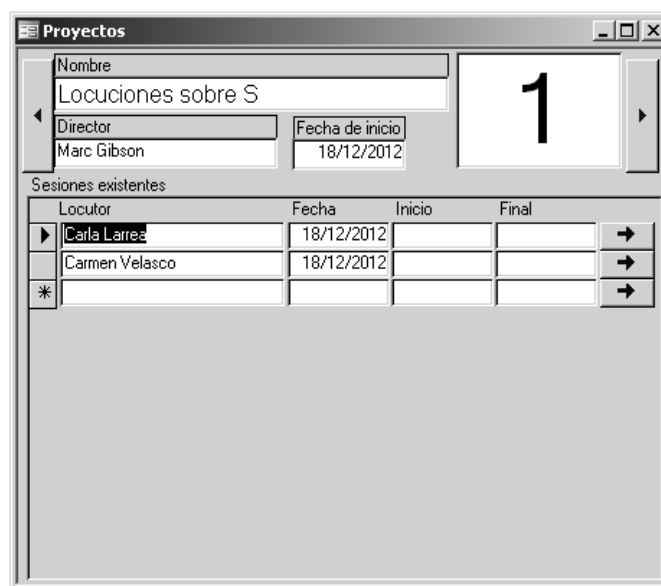 Proyectos
Nombre
Locuciones sobre S
1
Director
Fecha de inicio
Marc Gibson
18/12/2012
Sesiones existentes
Locutor Fecha Inicio Final
Carla Larrea 18/12/2012
Carmen Velasco 18/12/2012